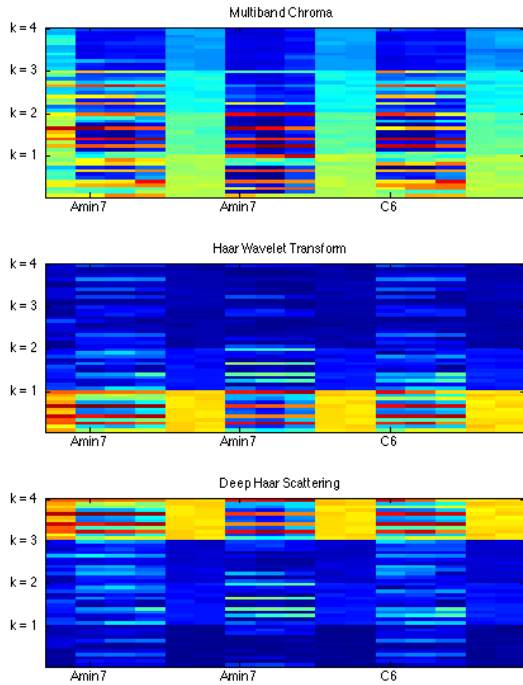 Multiband Chroma
k = 4
k = 3
k = 2
k = 1
Amin7 Amin7 C6
Haar Wavelet Transform
k = 4
k = 3
k = 2
k = 1
Amin7 Amin7 C6
Deep Haar Scattering
k = 4
k = 3
k = 2
k = 1
Amin7 Amin7 C6